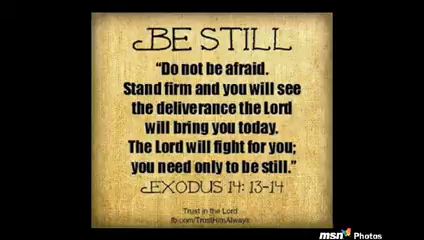 BE STILL
“Do not be afraid.
Stand firm and you will see
the deliverance the Lord
will bring you today.
The Lord will fight for you;
you need only to be still.”
EXODUS 14: 13-14
Trust in the Lord
fb.com/TrustHimAlways
msn Photos